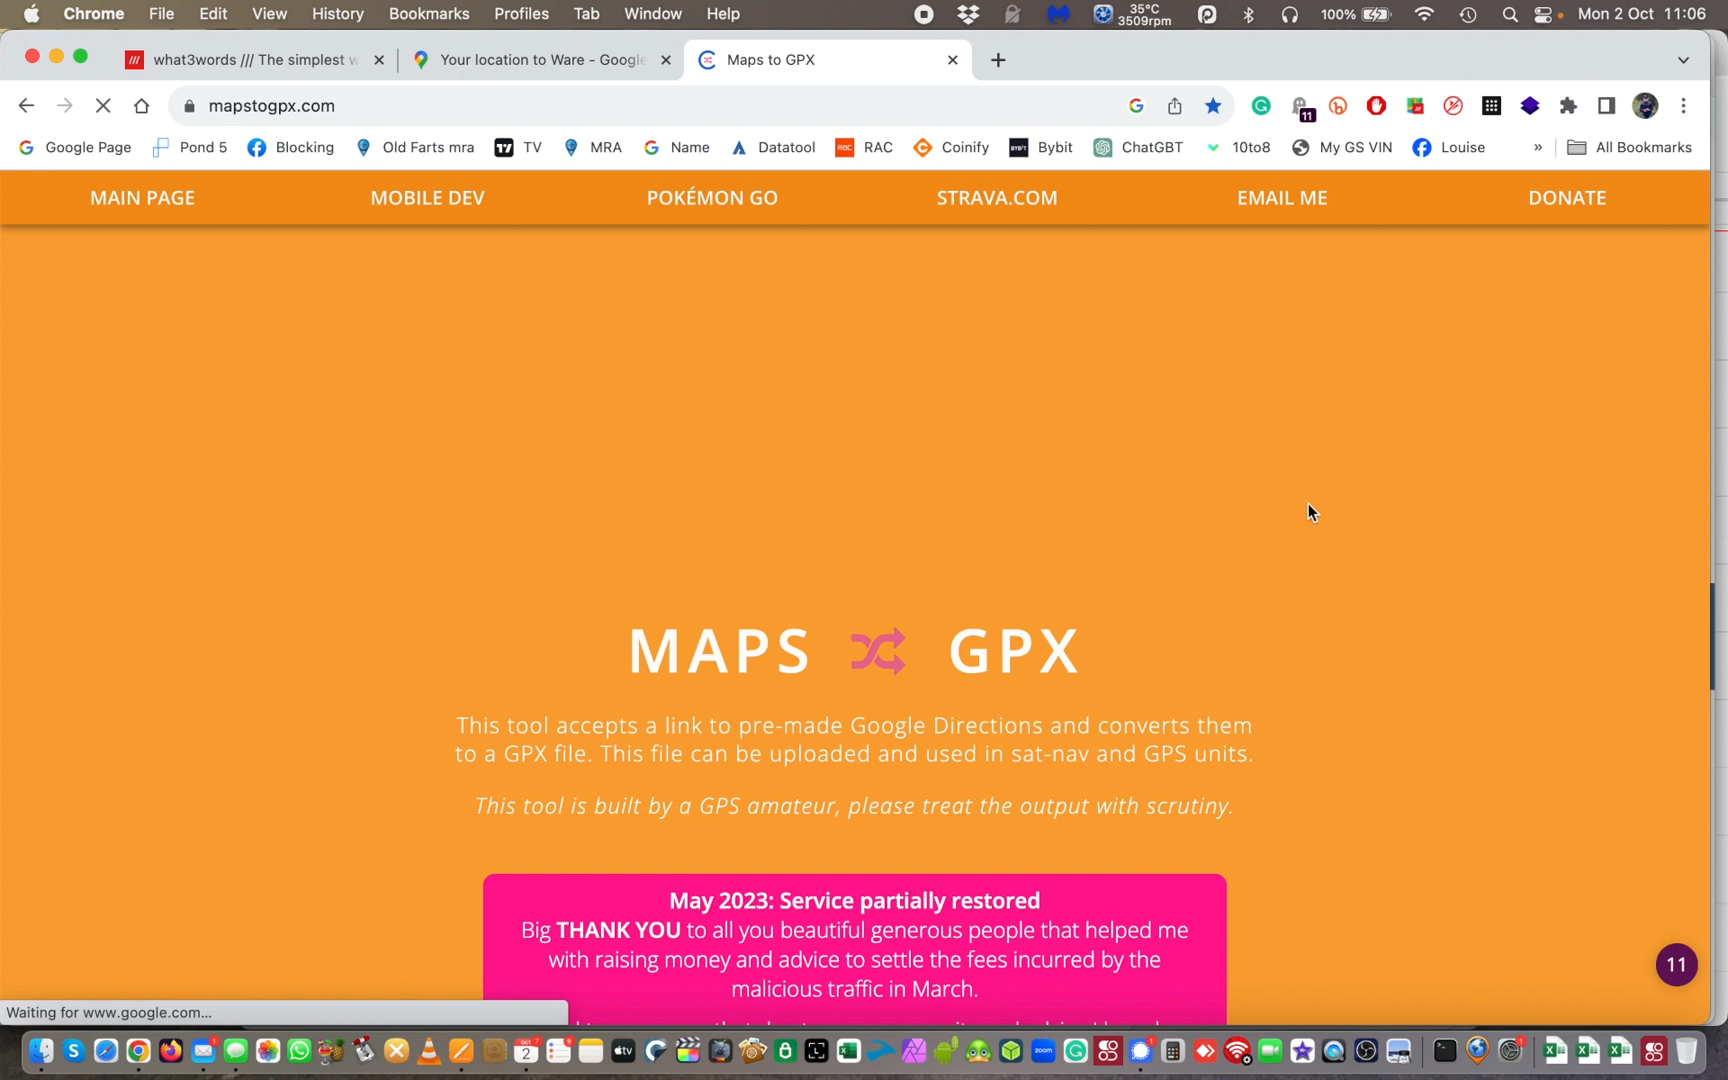 Chrome File Edit View History Bookmarks Profiles Tab Window Help 35°C 3509rpm 100% Mon 2 Oct 11:06
what3words /// The simplest w Your location to Ware - Google Maps to GPX
mapstogpx.com 11
Google Page Pond 5 Blocking Old Farts mra TV MRA Name Datatool RAC Coinify Bybit ChatGBT 10to8 My GS VIN Louise » All Bookmarks
MAIN PAGE MOBILE DEV POKÉMON GO STRAVA.COM EMAIL ME DONATE
MAPS GPX
This tool accepts a link to pre-made Google Directions and converts them
to a GPX file. This file can be uploaded and used in sat-nav and GPS units.
This tool is built by a GPS amateur, please treat the output with scrutiny.
May 2023: Service partially restored
Big THANK YOU to all you beautiful generous people that helped me
with raising money and advice to settle the fees incurred by the
malicious traffic in March.
11
Waiting for www.google.com...